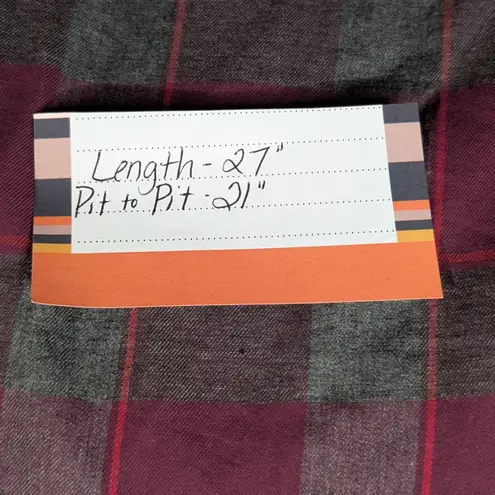 Length - 27"
Pit to Pit - 21"